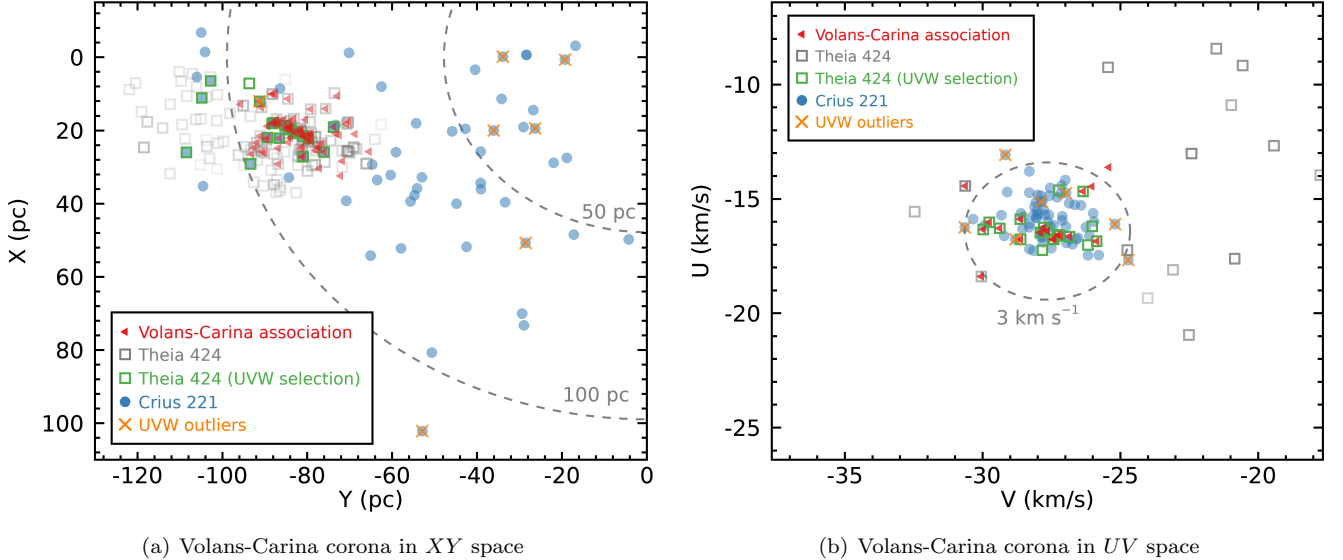 Volans-Carina association
Theia 424
Theia 424 (UVW selection)
Crius 221
UVW outliers
50 pc
100 pc
0
20
40
60
80
100
X (pc)
-120
-100
-80
-60
-40
-20
0
Y (pc)
(a) Volans-Carina corona in XY space
Volans-Carina association
Theia 424
Theia 424 (UVW selection)
Crius 221
UVW outliers
3 km s⁻¹
-10
-15
-20
-25
U (km/s)
-35
-30
-25
-20
V (km/s)
(b) Volans-Carina corona in UV space